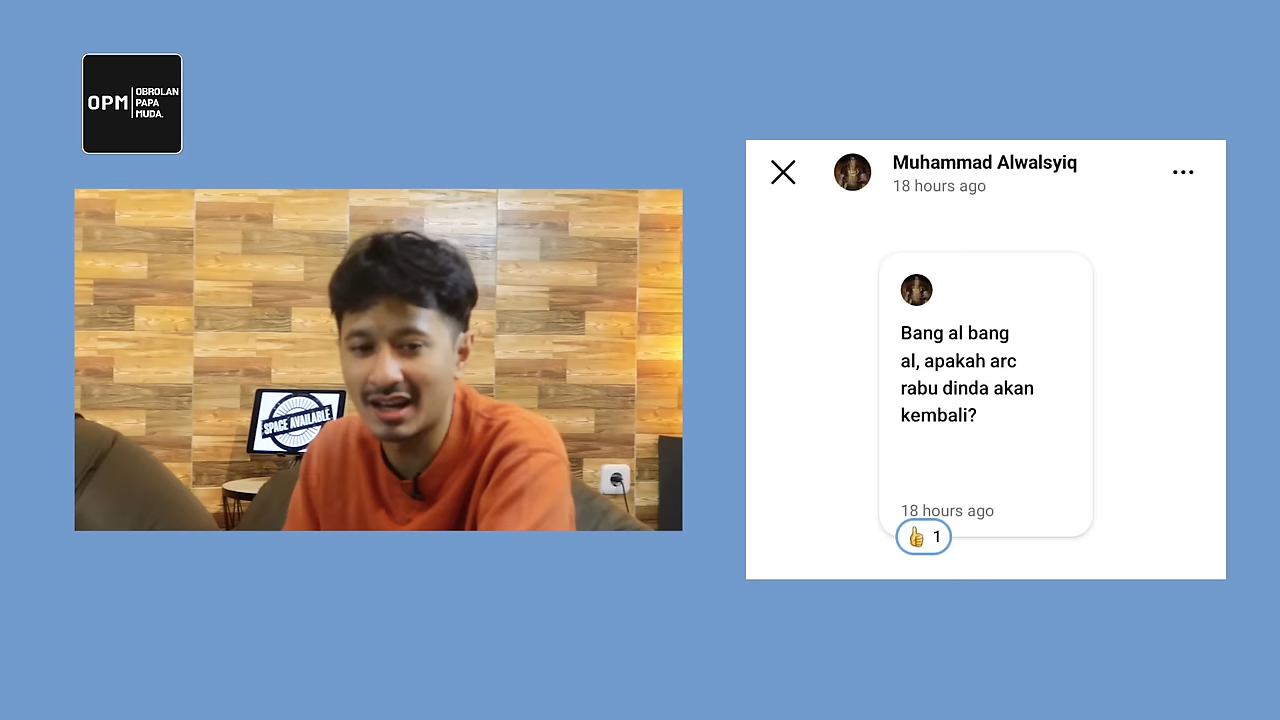 OPM
OBROLAN
PAPA
MUDA.
SPACE AVAILABLE
Muhammad Alwalsyiq
18 hours ago
Bang al bang
al, apakah arc
rabu dinda akan
kembali?
18 hours ago
1